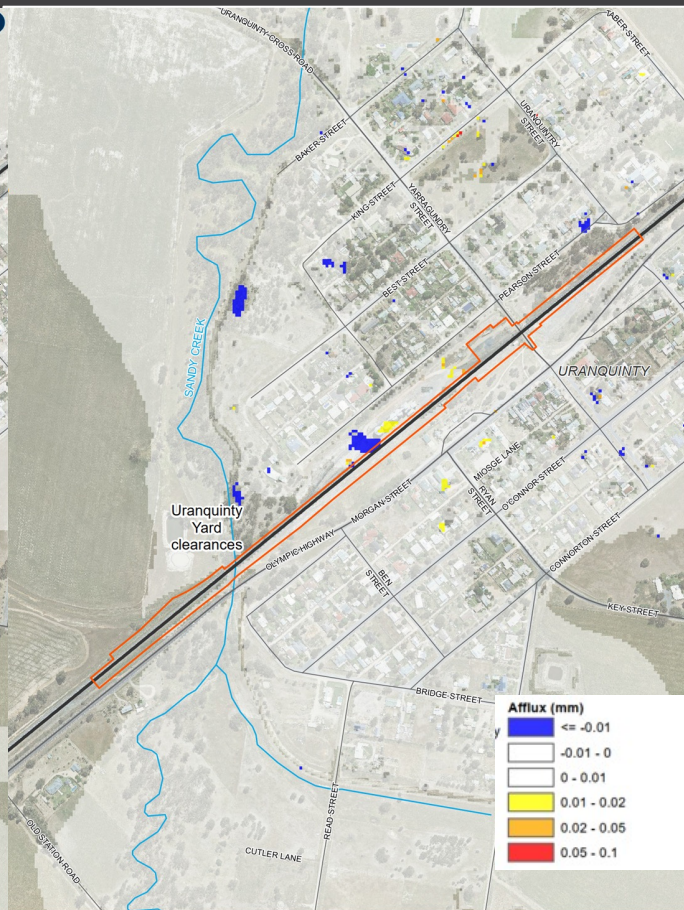 URANQUINTY CROSS ROAD
TABER STREET
URANQUINTRY
STREET
BAKER STREET
KING STREET
YARRAGUNDRY
STREET
BEST STREET
PEARSON STREET
SANDY CREEK
URANQUINTY
MIOSGE LANE
RYAN
STREET
O'CONNOR STREET
Uranquinty
Yard
clearances
MORGAN STREET
OLYMPIC HIGHWAY
CONNORTON STREET
BEN
STREET
KEY STREET
BRIDGE STREET
READ STREET
CUTLER LANE
OLD STATION ROAD
y
Afflux (mm)
<= -0.01
-0.01 - 0
0 - 0.01
0.01 - 0.02
0.02 - 0.05
0.05 - 0.1